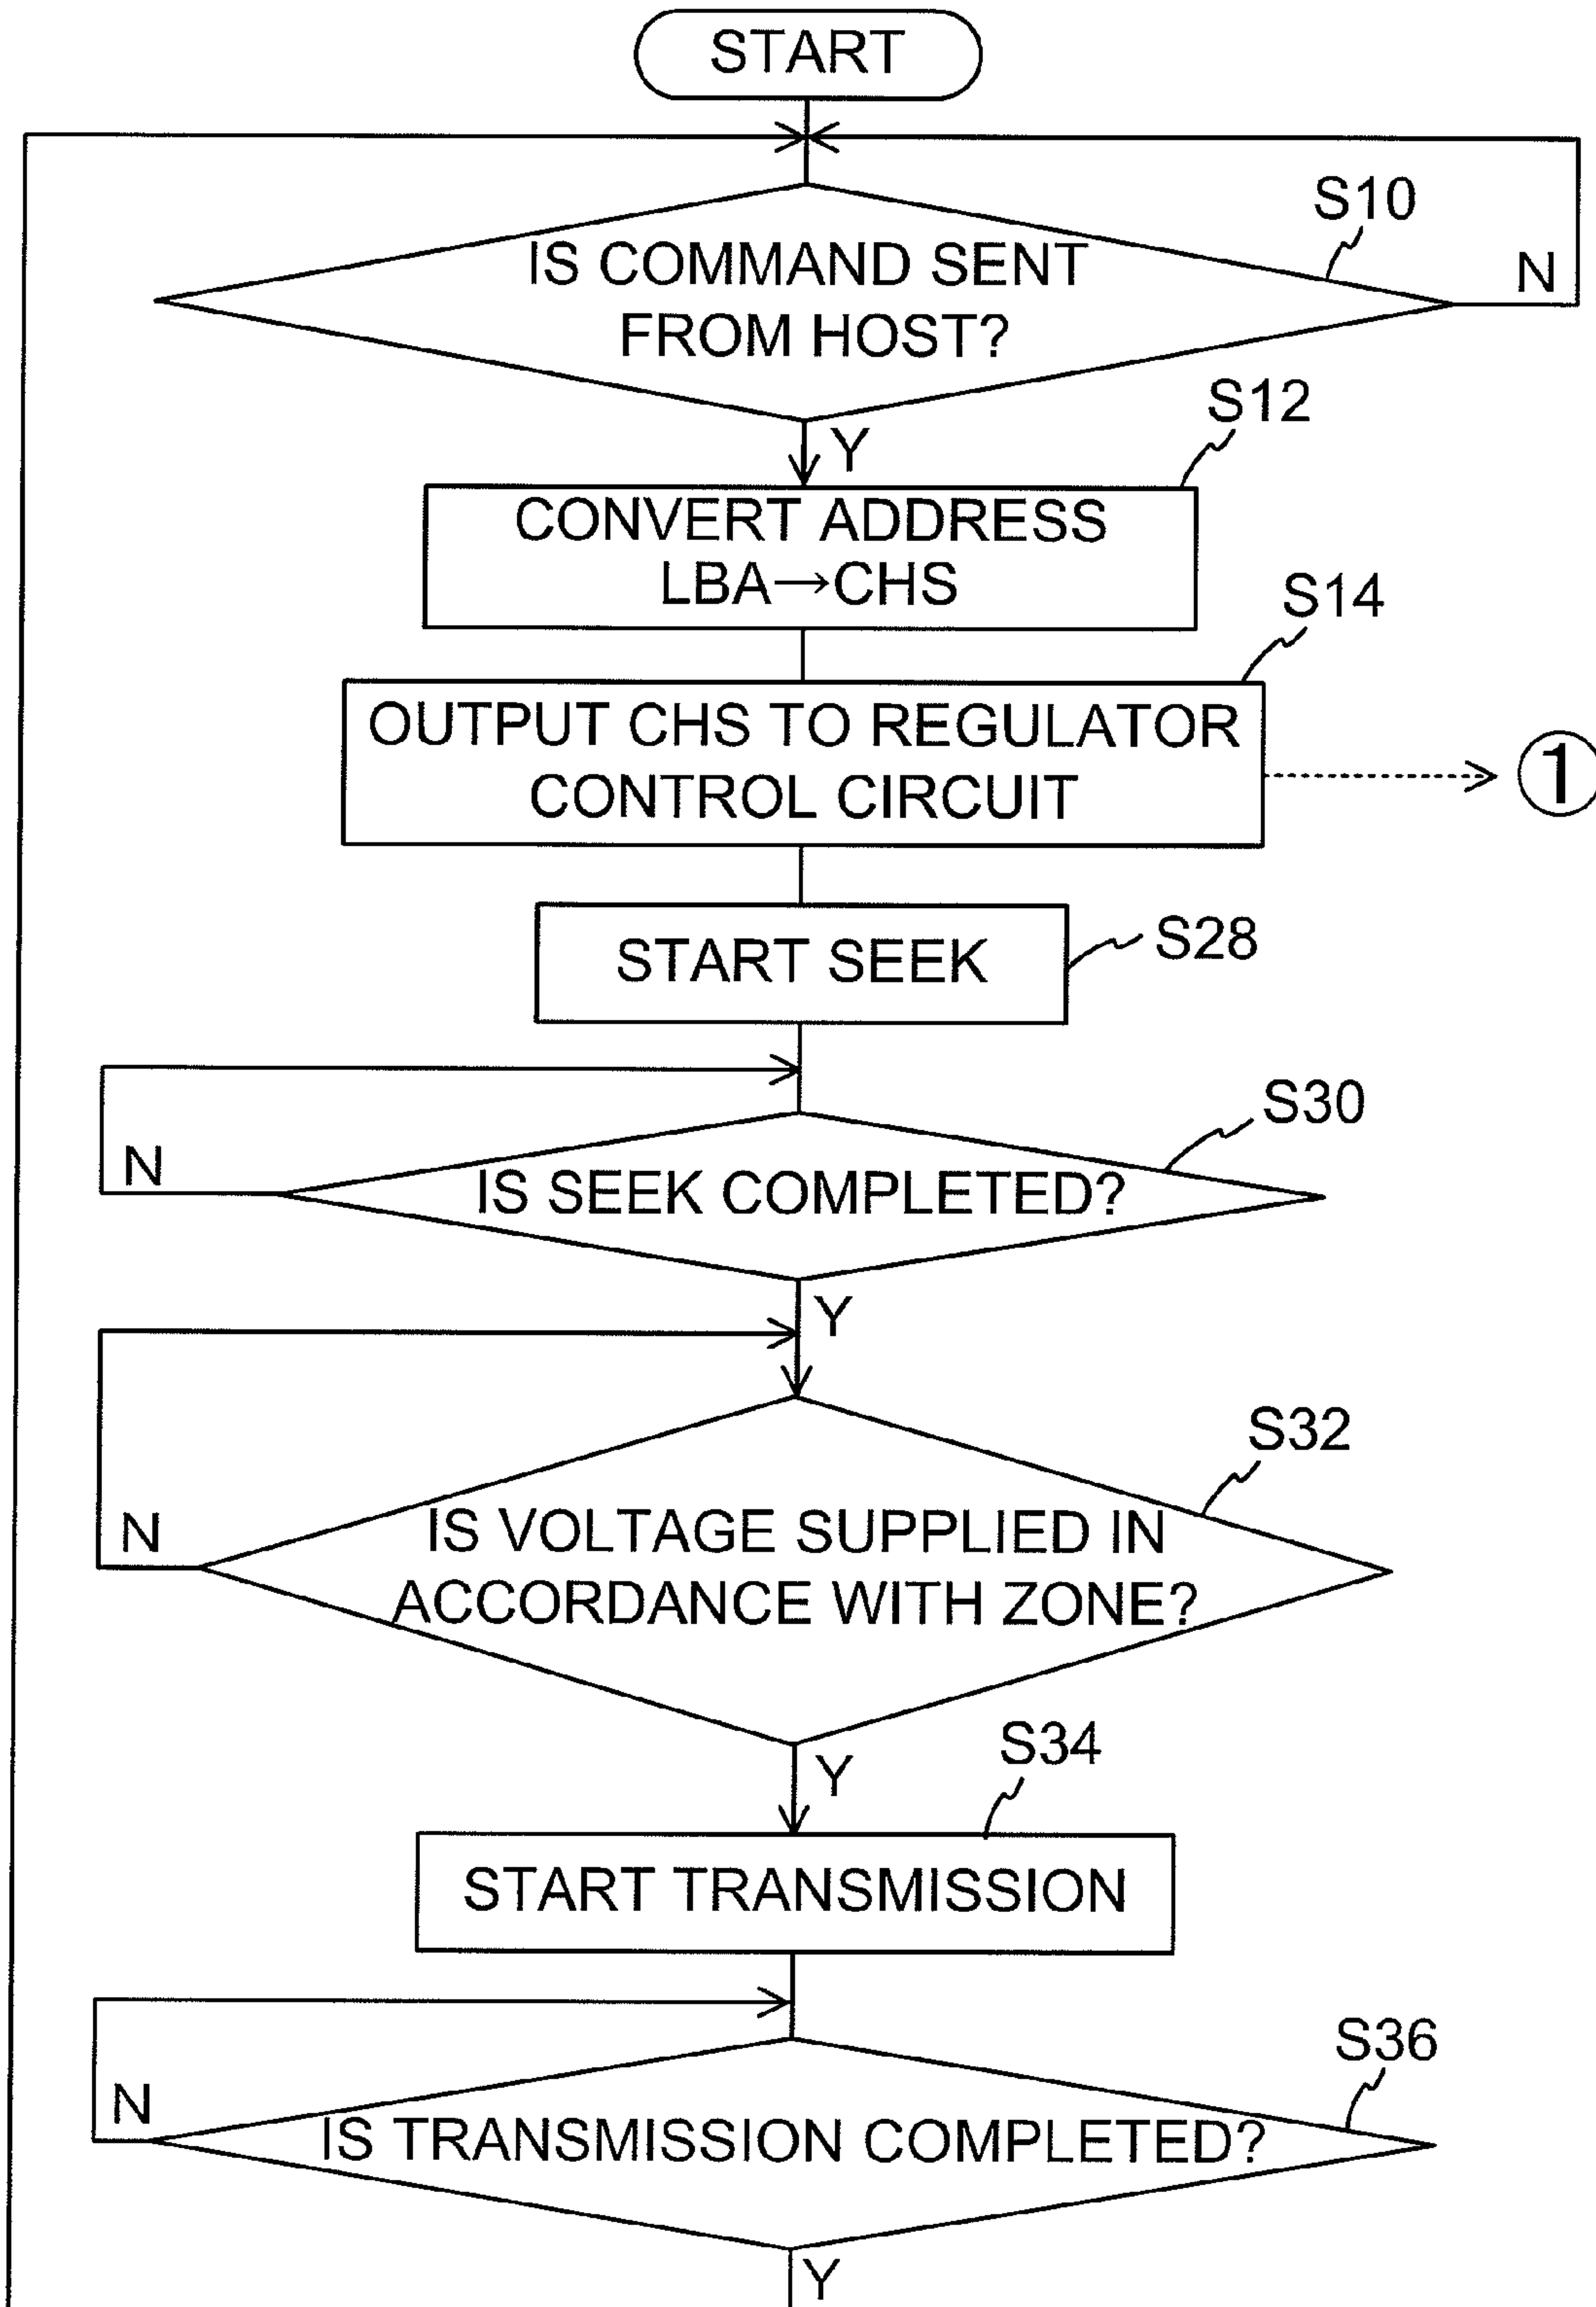 START
S10
IS COMMAND SENT
FROM HOST?
N
S12
Y
CONVERT ADDRESS
LBA→CHS
S14
OUTPUT CHS TO REGULATOR
CONTROL CIRCUIT
1
START SEEK
S28
S30
N
IS SEEK COMPLETED?
Y
S32
N
IS VOLTAGE SUPPLIED IN
ACCORDANCE WITH ZONE?
S34
Y
START TRANSMISSION
S36
N
IS TRANSMISSION COMPLETED?
Y